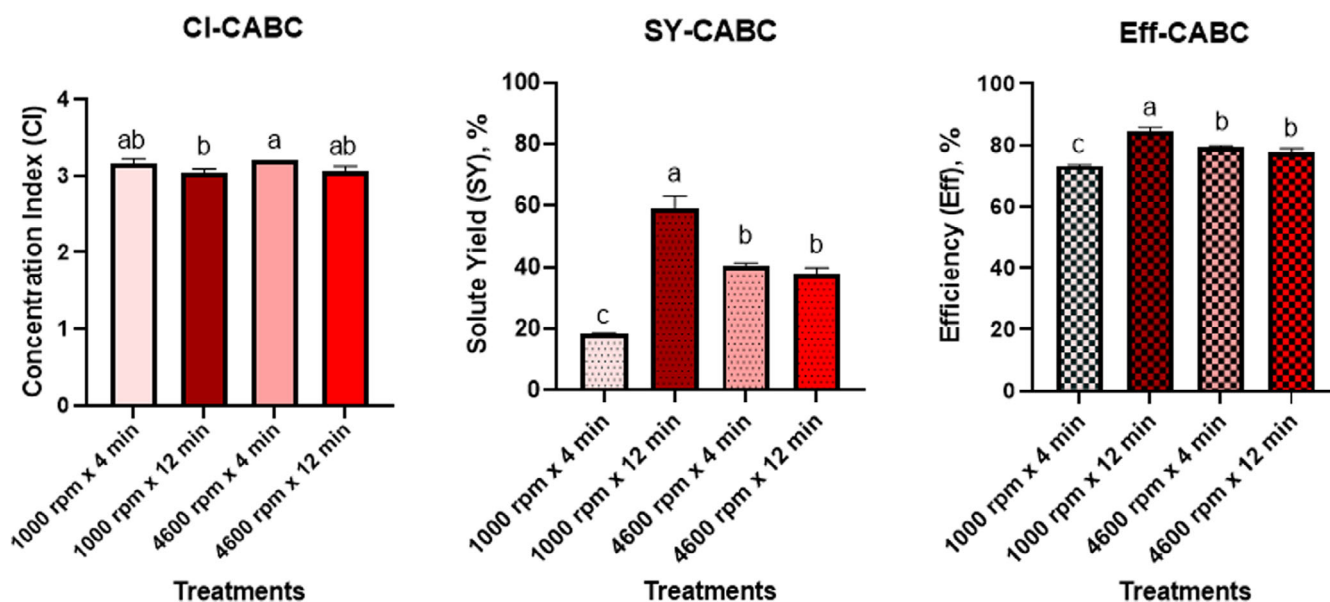 CI-CABC
Concentration Index (CI)
4
3
2
1
0
ab
b
a
ab
1000 rpm x 4 min
1000 rpm x 12 min
4600 rpm x 4 min
4600 rpm x 12 min
Treatments
SY-CABC
Solute Yield (SY), %
100
80
60
40
20
0
c
a
b
b
1000 rpm x 4 min
1000 rpm x 12 min
4600 rpm x 4 min
4600 rpm x 12 min
Treatments
Eff-CABC
Efficiency (Eff), %
100
80
60
40
20
0
c
a
b
b
1000 rpm x 4 min
1000 rpm x 12 min
4600 rpm x 4 min
4600 rpm x 12 min
Treatments